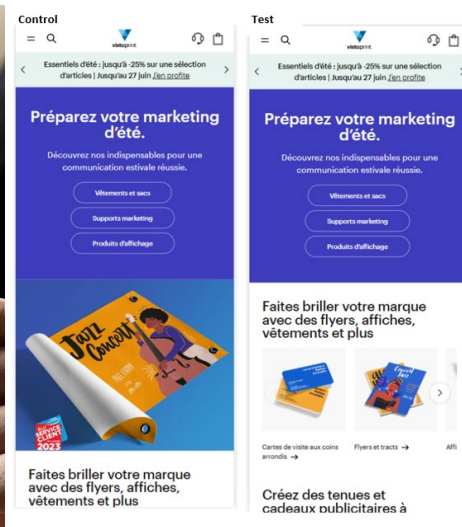 Control
vistaprint
Essentiels d'été : jusqu'à -25% sur une sélection
d'articles | Jusqu'au 27 juin J'en profite
Préparez votre marketing
d'été.
Découvrez nos indispensables pour une
communication estivale réussie.
Vêtements et sacs
Supports marketing
Produits d'affichage
Jazz
Concert
SERVICE
CLIENT
2023
Faites briller votre marque
avec des flyers, affiches,
vêtements et plus
Test
vistaprint
Essentiels d'été : jusqu'à -25% sur une sélection
d'articles | Jusqu'au 27 juin J'en profite
Préparez votre marketing
d'été.
Découvrez nos indispensables pour une
communication estivale réussie.
Vêtements et sacs
Supports marketing
Produits d'affichage
Faites briller votre marque
avec des flyers, affiches,
vêtements et plus
Concert
Jazz
Cartes de visite aux coins
arrondis →
Flyers et tracts →
Affi
Créez des tenues et
cadeaux publicitaires à